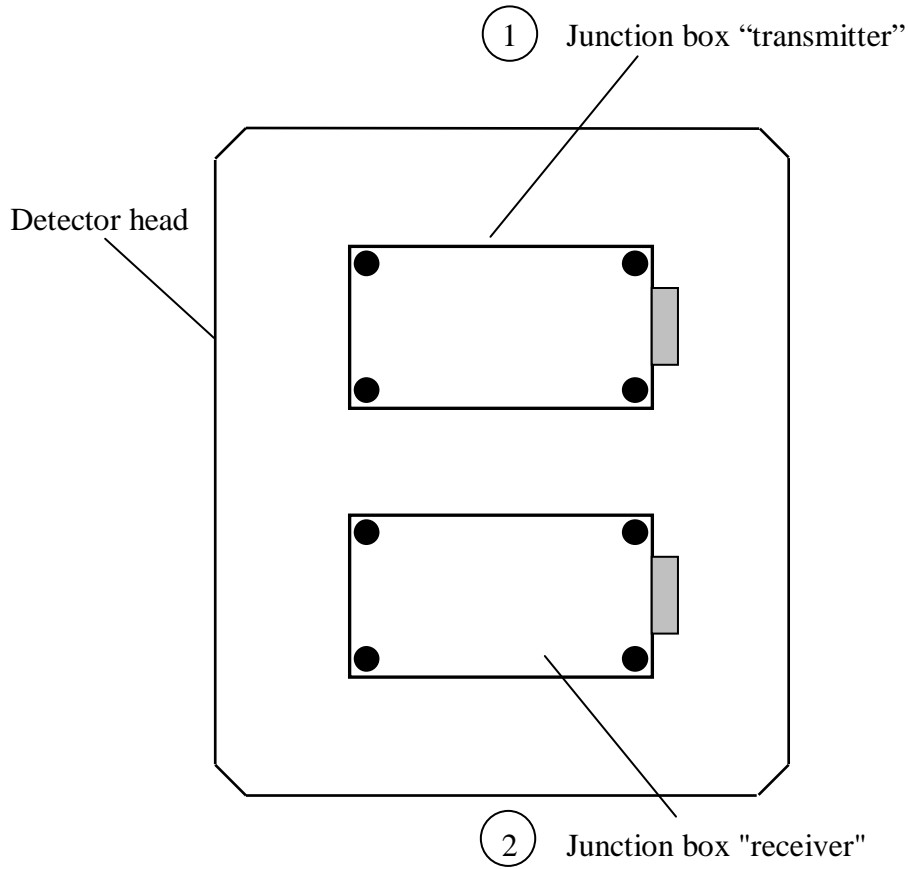 1 Junction box “transmitter”
Detector head
2 Junction box "receiver"